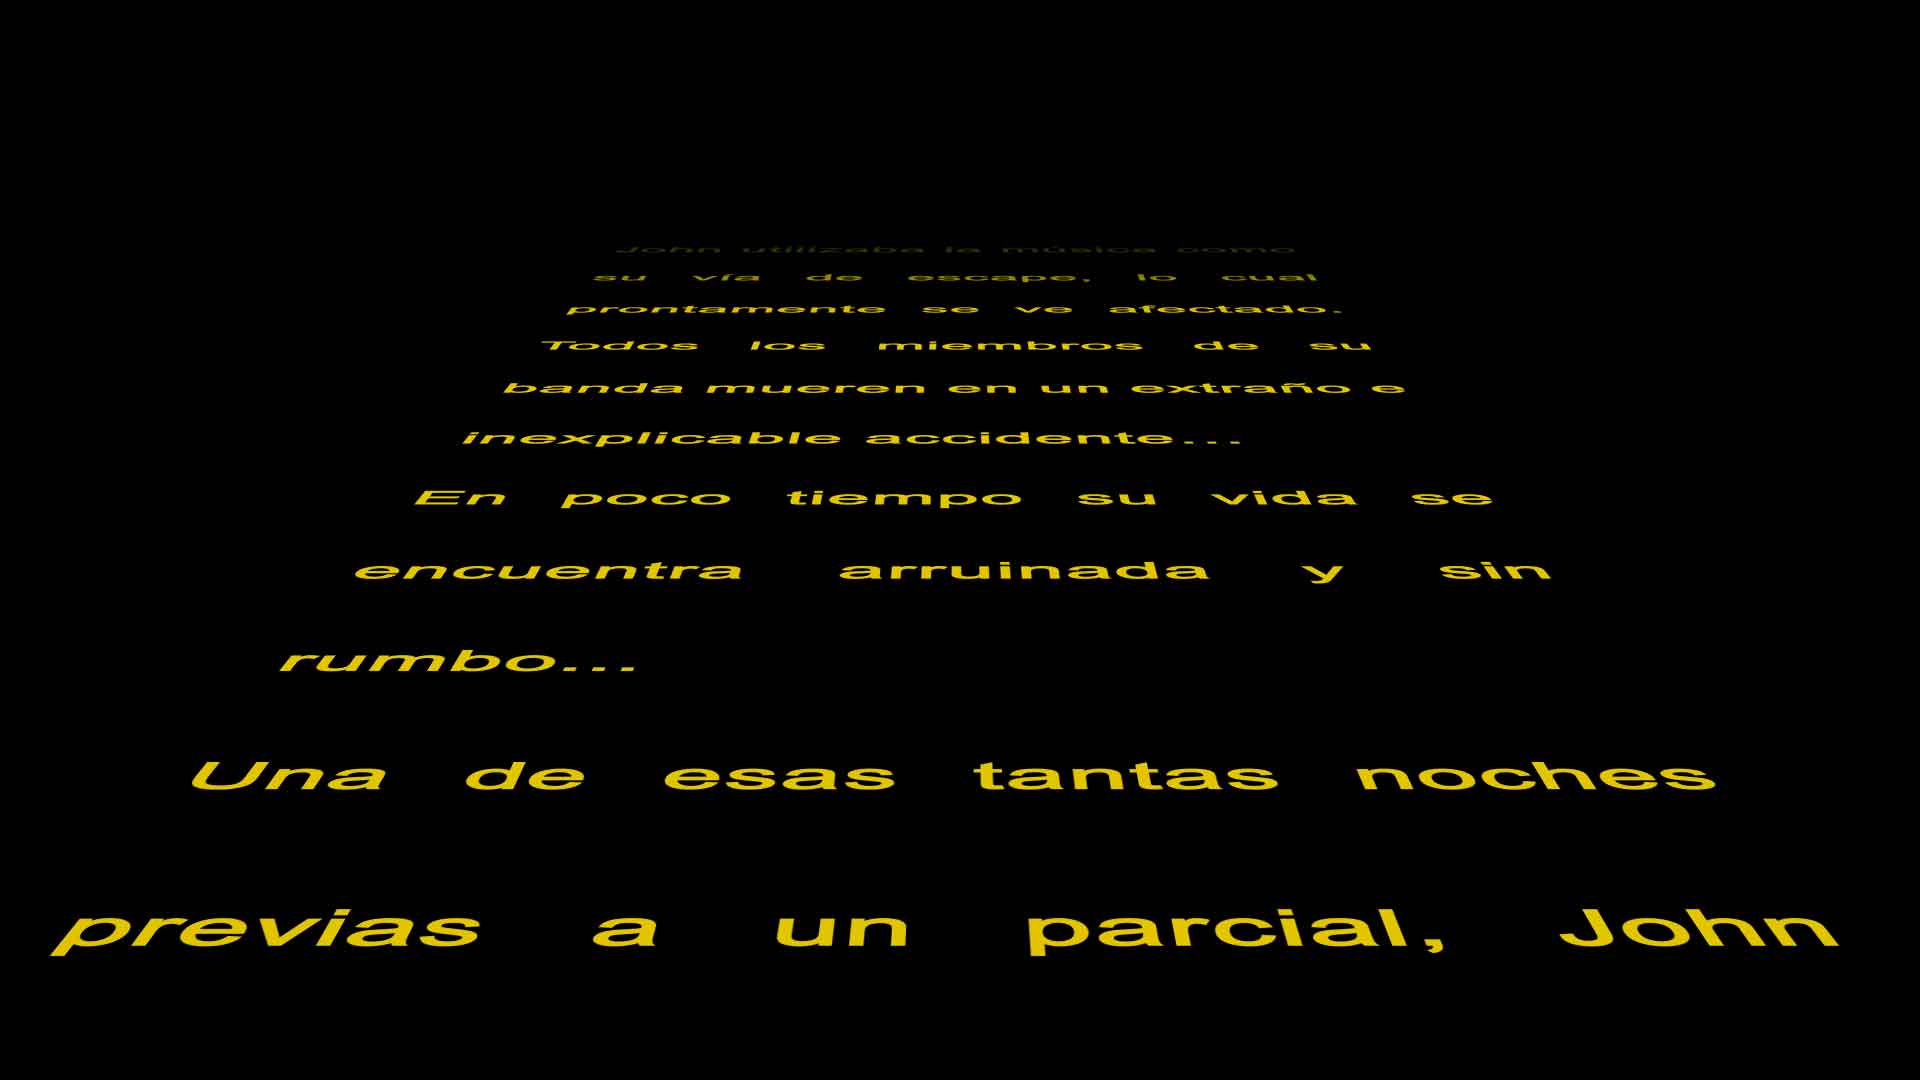 John utilizaba la música como
su vía de escape, lo cual
prontamente se ve afectado.
Todos los miembros de su
banda mueren en un extraño e
inexplicable accidente...
En poco tiempo su vida se
encuentra arruinada y sin
rumbo...
Una de esas tantas noches
previas a un parcial, John